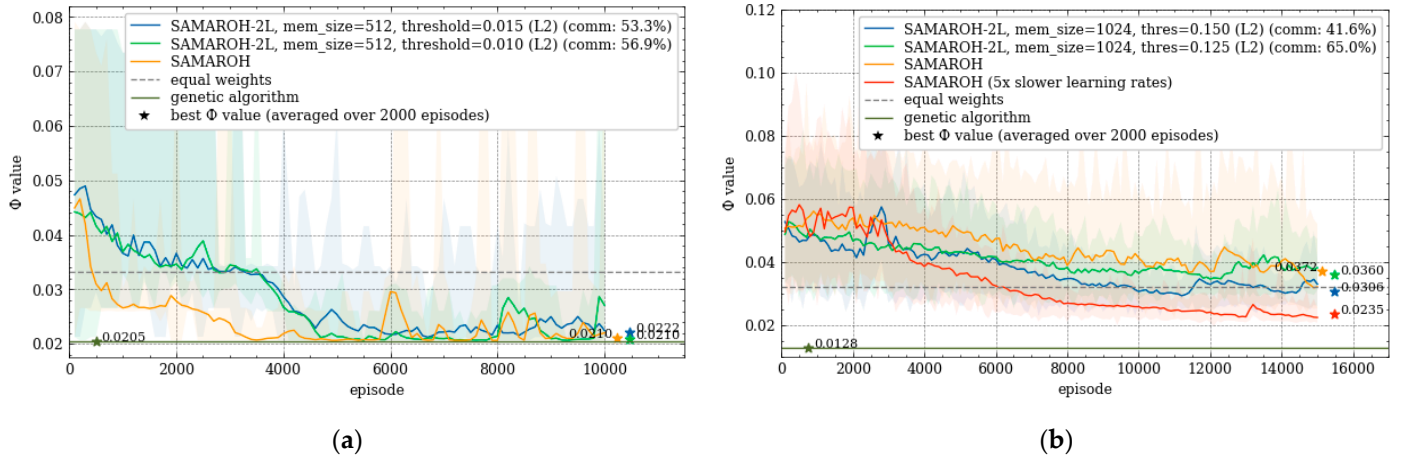 SAMAROH-2L, mem_size=512, threshold=0.015 (L2) (comm: 53.3%)
SAMAROH-2L, mem_size=512, threshold=0.010 (L2) (comm: 56.9%)
SAMAROH
equal weights
genetic algorithm
best Φ value (averaged over 2000 episodes)
0.08
0.07
0.06
0.05
0.04
0.03
0.02
Φ value
0.0205
0.0210
0.0222
0.0210
0
2000
4000
6000
8000
10000
episode
(a)
SAMAROH-2L, mem_size=1024, thres=0.150 (L2) (comm: 41.6%)
SAMAROH-2L, mem_size=1024, thres=0.125 (L2) (comm: 65.0%)
SAMAROH
SAMAROH (5x slower learning rates)
equal weights
genetic algorithm
best Φ value (averaged over 2000 episodes)
0.12
0.10
0.08
0.06
0.04
0.02
Φ value
0.0128
0.0372
0.0360
0.0306
0.0235
0
2000
4000
6000
8000
10000
12000
14000
16000
episode
(b)